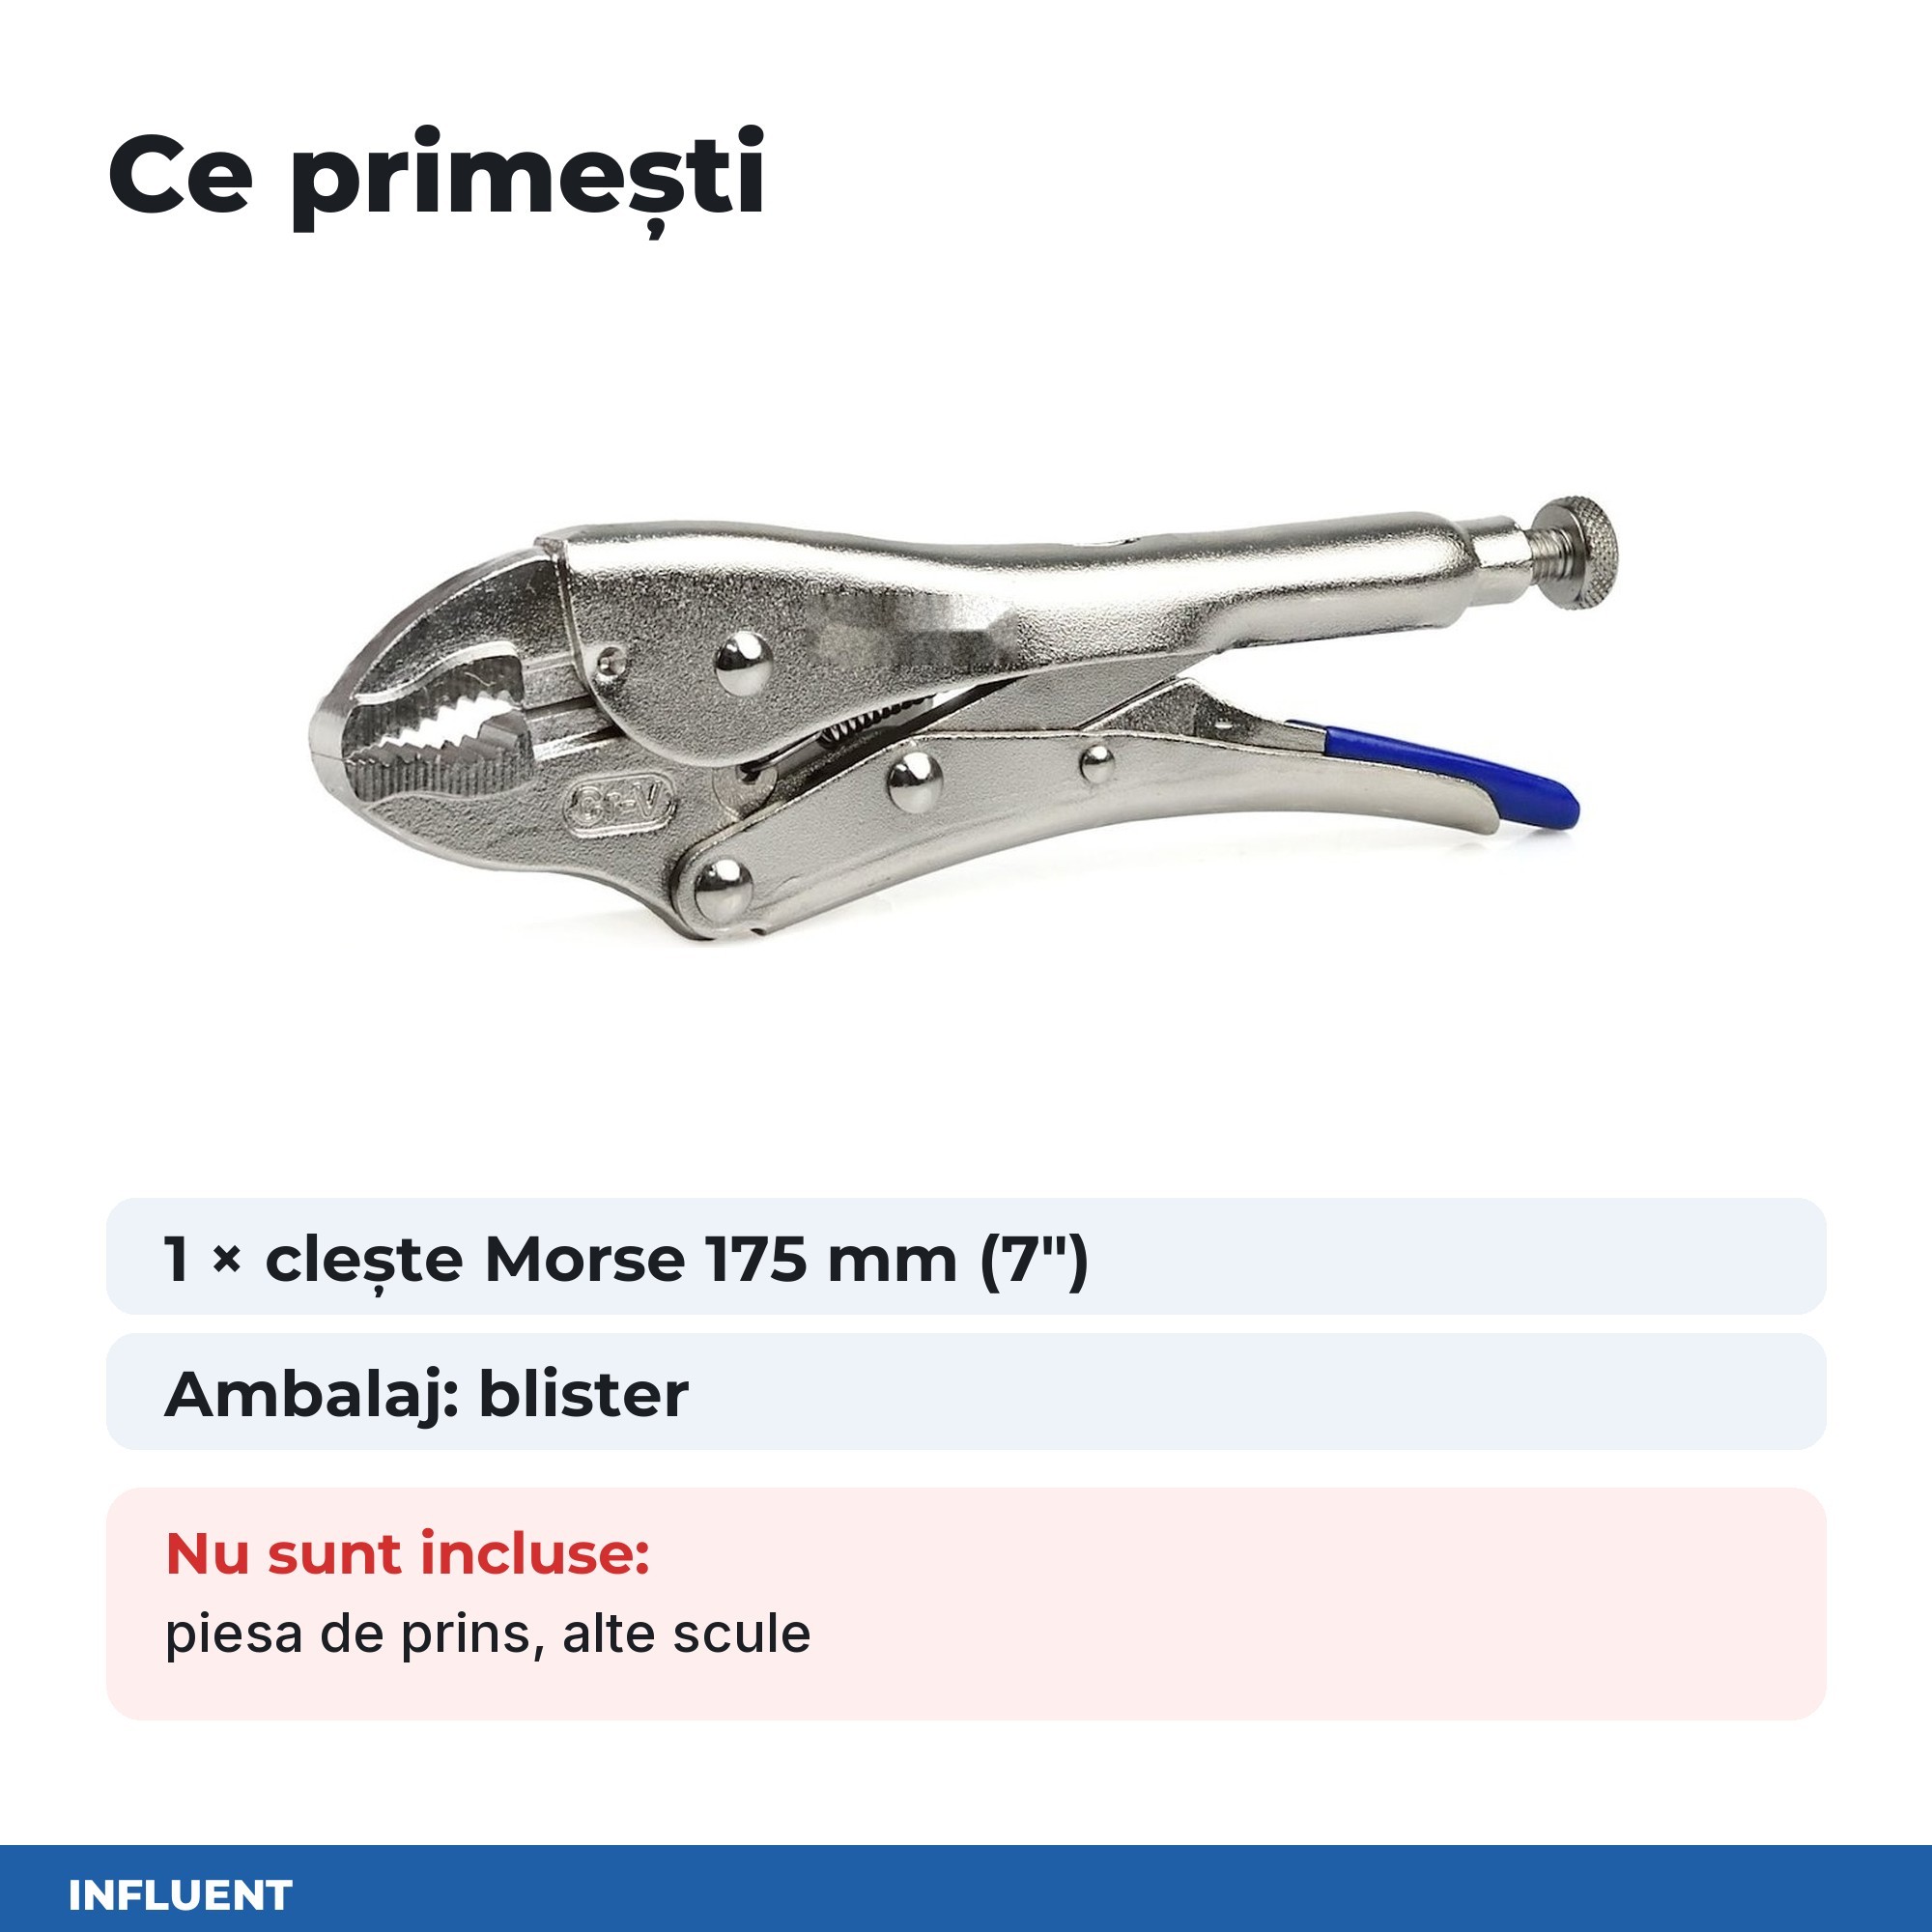 Ce primești
Cr-V
1 × clește Morse 175 mm (7")
Ambalaj: blister
Nu sunt incluse:
piesa de prins, alte scule
INFLUENT